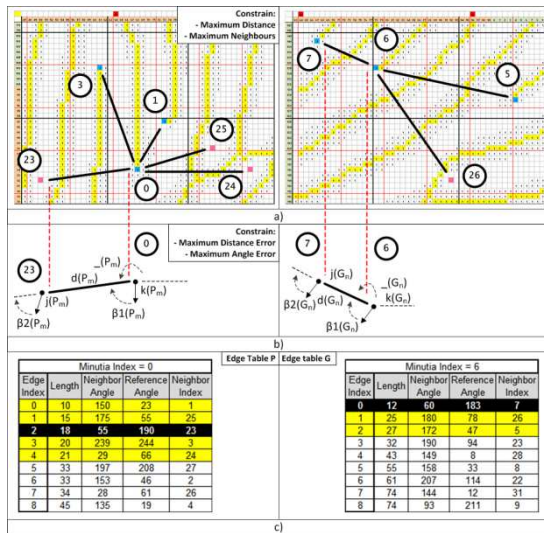 Constrain:
- Maximum Distance
- Maximum Neighbours
3
1
25
23
0
24
6
7
5
26
a)
Constrain:
- Maximum Distance Error
- Maximum Angle Error
0
23
_(Pm)
d(Pm)
j(Pm)
k(Pm)
β1(Pm)
β2(Pm)
7
6
j(Gn)
_(Gn)
d(Gn)
k(Gn)
β2(Gn)
β1(Gn)
b)
Edge Table P
Minutia Index = 0
Edge Index Length Neighbor Angle Reference Angle Neighbor Index
0 10 150 23 1
1 15 175 55 25
2 18 55 190 23
3 20 239 244 3
4 21 29 66 24
5 33 197 208 27
6 33 153 46 2
7 34 28 61 26
8 45 135 19 4
Edge table G
Minutia Index = 6
Edge Index Length Neighbor Angle Reference Angle Neighbor Index
0 12 60 183 7
1 25 180 78 26
2 27 172 47 5
3 32 190 94 23
4 43 149 8 28
5 55 158 33 8
6 61 207 114 22
7 74 144 12 31
8 74 93 211 9
c)